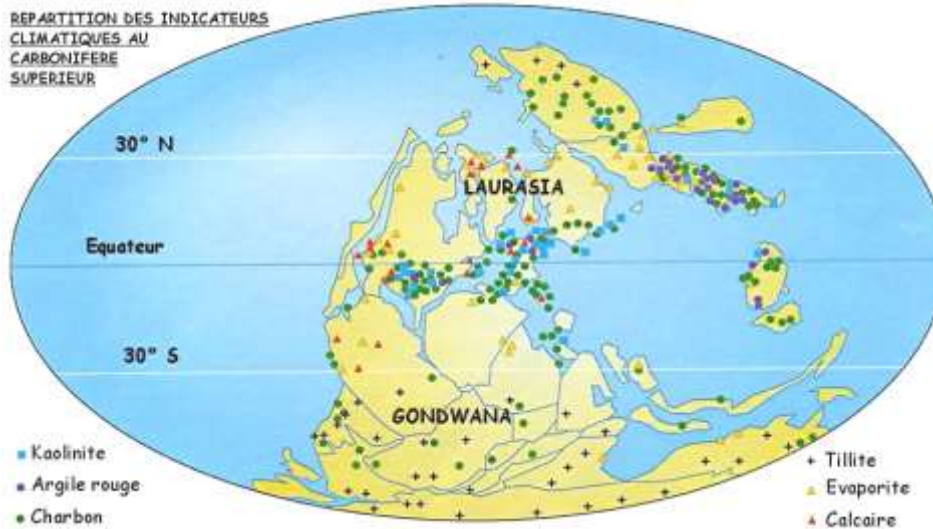 REPARTITION DES INDICATEURS
CLIMATIQUES AU
CARBONIFERE
SUPERIEUR
30° N
LAURASIA
Equateur
30° S
GONDWANA
Kaolinite
Argile rouge
Charbon
Tillite
Evaporite
Calcaire